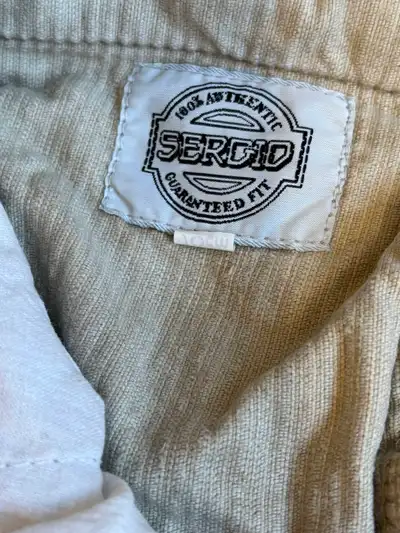 100% AUTHENTIC
SERGIO
GUARANTEED FIT